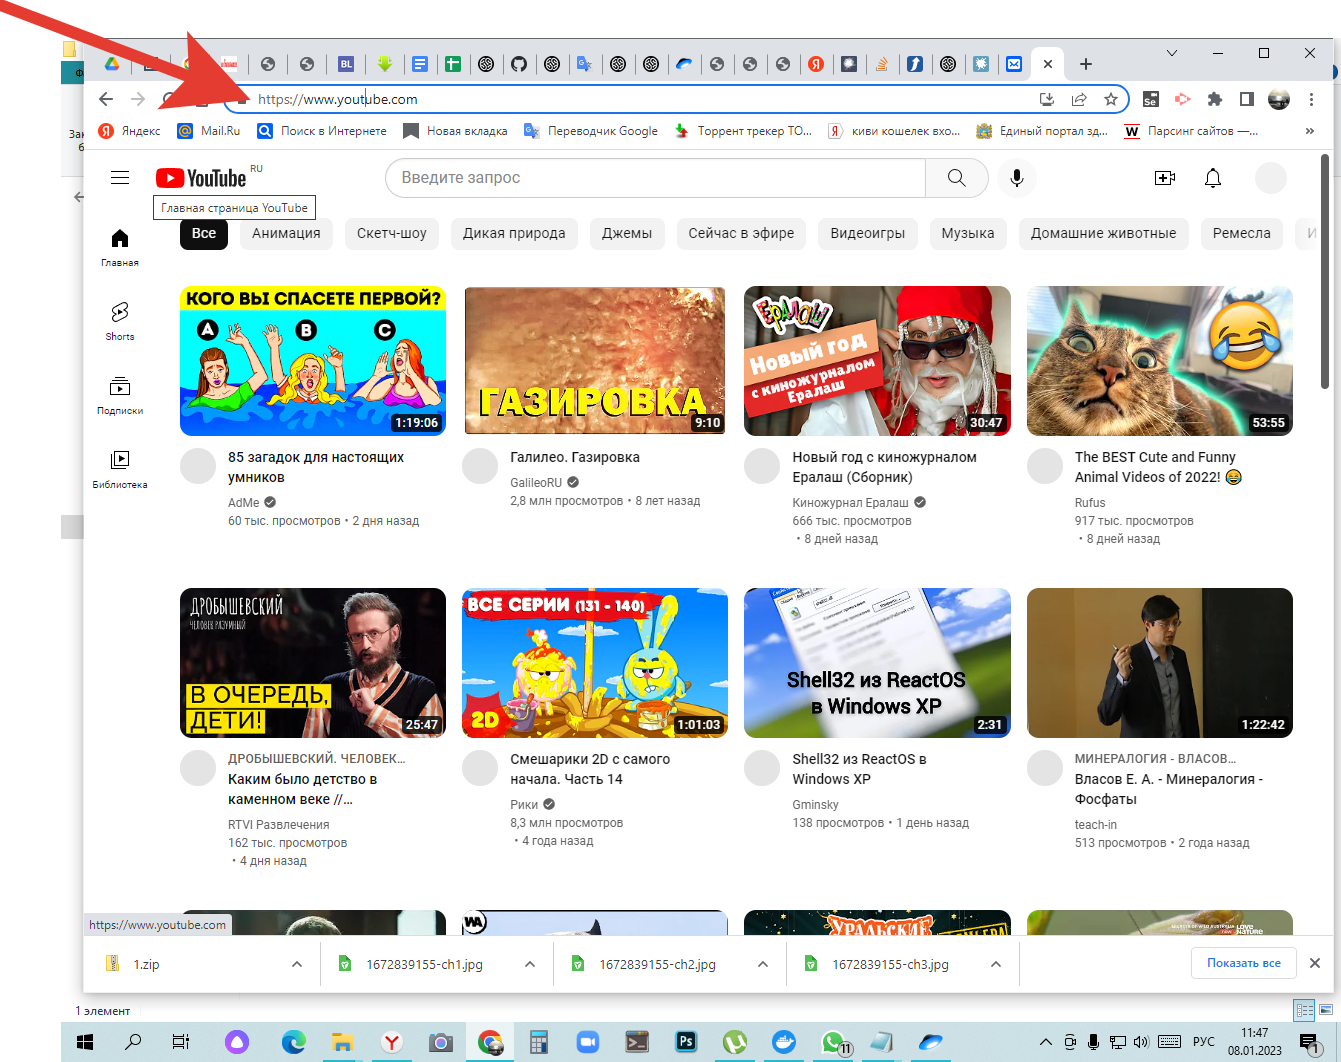 BL
https://www.youtube.com
Зак
б
Яндекс
Mail.Ru
Поиск в Интернете
Новая вкладка
Переводчик Google
Торрент трекер ТО...
киви кошелек вхо...
Единый портал зд...
Парсинг сайтов —...
»
YouTube RU
Введите запрос
Главная страница YouTube
Все
Анимация
Скетч-шоу
Дикая природа
Джемы
Сейчас в эфире
Видеоигры
Музыка
Домашние животные
Ремесла
И
Главная
Shorts
Подписки
Библиотека
КОГО ВЫ СПАСЕТЕ ПЕРВОЙ?
A B C
1:19:06
ГАЗИРОВКА
9:10
Ералаш
Новый год
с киножурналом
Ералаш
30:47
53:55
85 загадок для настоящих
умников
AdMe
60 тыс. просмотров • 2 дня назад
Галилео. Газировка
GalileoRU
2,8 млн просмотров • 8 лет назад
Новый год с киножурналом
Ералаш (Сборник)
Киножурнал Ералаш
666 тыс. просмотров
• 8 дней назад
The BEST Cute and Funny
Animal Videos of 2022! 😂
Rufus
917 тыс. просмотров
• 8 дней назад
ДРОБЫШЕВСКИЙ
ЧЕЛОВЕК РАЗУМНЫЙ
В ОЧЕРЕДЬ,
ДЕТИ!
25:47
ВСЕ СЕРИИ (131 - 140)
2D
1:01:03
Shell32 из ReactOS
в Windows XP
2:31
1:22:42
ДРОБЫШЕВСКИЙ. ЧЕЛОВЕК...
Каким было детство в
каменном веке //...
RTVI Развлечения
162 тыс. просмотров
• 4 дня назад
Смешарики 2D с самого
начала. Часть 14
Рики
8,3 млн просмотров
• 4 года назад
Shell32 из ReactOS в
Windows XP
Gminsky
138 просмотров • 1 день назад
МИНЕРАЛОГИЯ - ВЛАСОВ...
Власов Е. А. - Минералогия -
Фосфаты
teach-in
513 просмотров • 2 года назад
WA
УРАЛЬСКИЕ
LOVE
NATURE
https://www.youtube.com
1.zip
1672839155-ch1.jpg
1672839155-ch2.jpg
1672839155-ch3.jpg
Показать все
1 элемент
Ps
11
РУС
11:47
08.01.2023
1